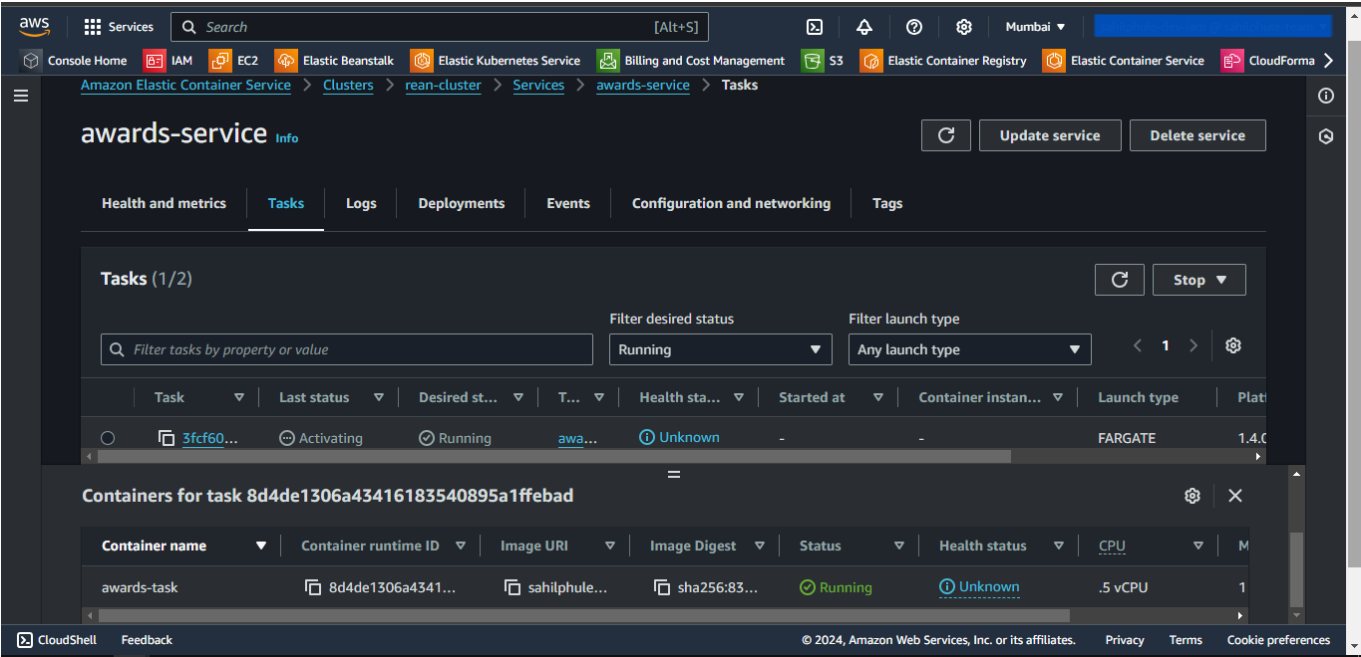 aws Services Search [Alt+S] Mumbai
Console Home IAM EC2 Elastic Beanstalk Elastic Kubernetes Service Billing and Cost Management S3 Elastic Container Registry Elastic Container Service CloudForma
Amazon Elastic Container Service > Clusters > rean-cluster > Services > awards-service > Tasks
awards-service Info Update service Delete service
Health and metrics Tasks Logs Deployments Events Configuration and networking Tags
Tasks (1/2) Stop
Filter desired status Filter launch type
Filter tasks by property or value Running Any launch type 1
Task Last status Desired st... T... Health sta... Started at Container instan... Launch type Plat
3fcf60... Activating Running awa... Unknown - - FARGATE 1.4.0
Containers for task 8d4de1306a43416183540895a1ffebad
Container name Container runtime ID Image URI Image Digest Status Health status CPU M
awards-task 8d4de1306a4341... sahilphule... sha256:83... Running Unknown .5 vCPU 1
CloudShell Feedback © 2024, Amazon Web Services, Inc. or its affiliates. Privacy Terms Cookie preferences